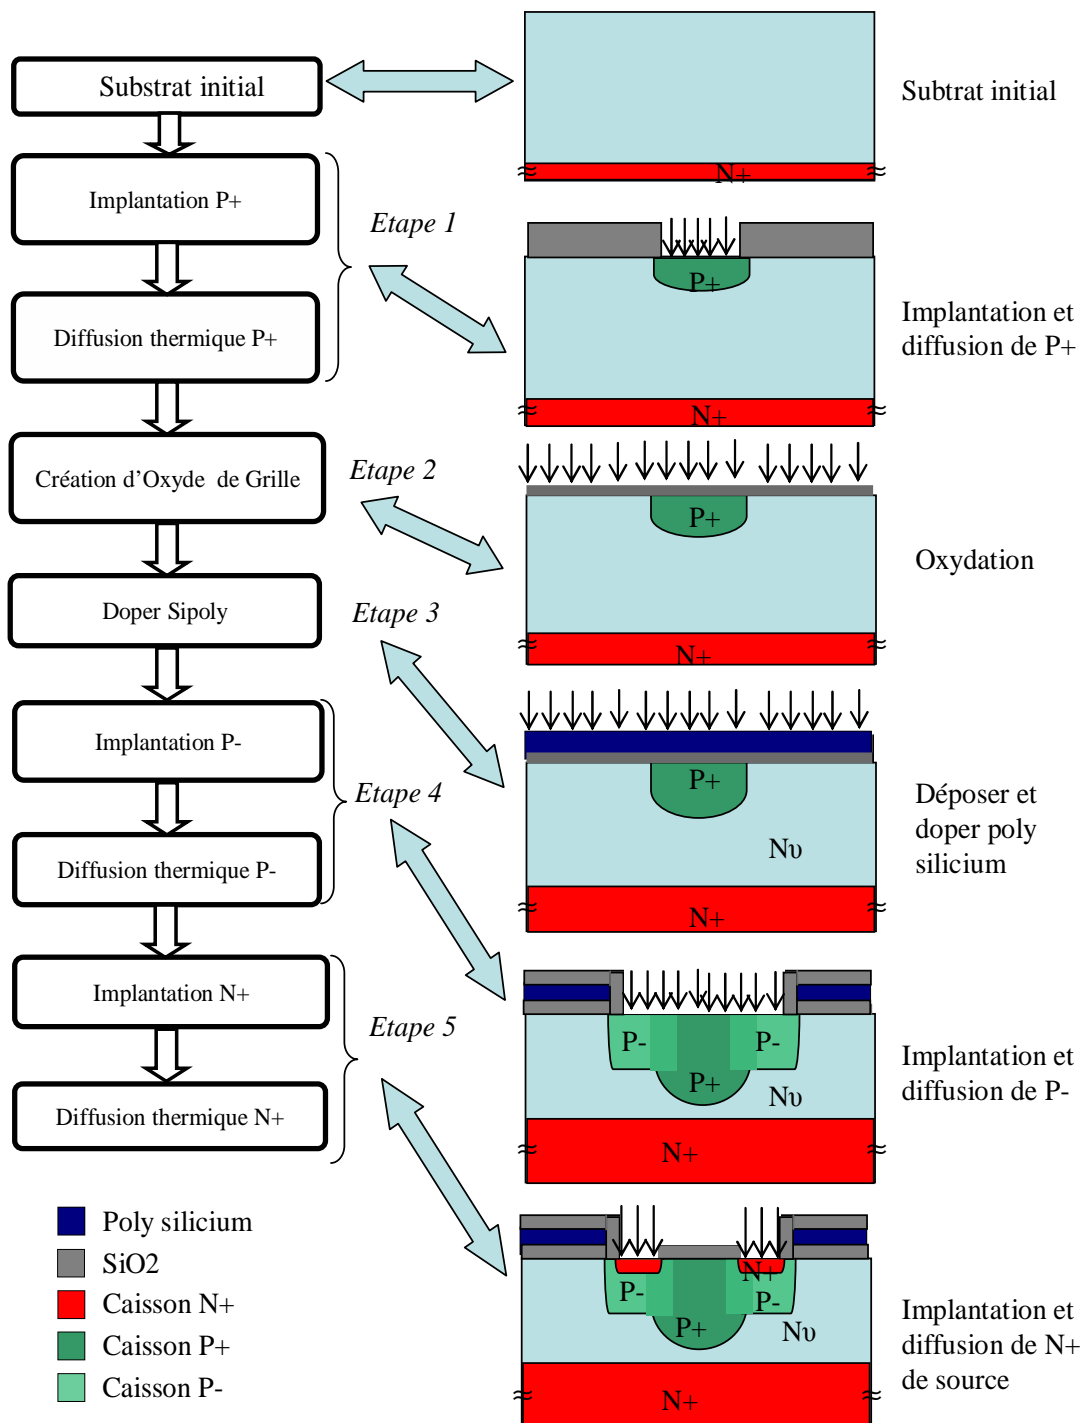 Substrat initial
Subtrat initial
N+
Implantation P+
Etape 1
P+
Implantation et
diffusion de P+
Diffusion thermique P+
N+
Création d'Oxyde de Grille
Etape 2
P+
Oxydation
N+
Doper Sipoly
Etape 3
P+
Déposer et
doper poly
silicium
Nυ
N+
Implantation P-
Etape 4
Diffusion thermique P-
P-
P-
P+
Nυ
N+
Implantation et
diffusion de P-
Implantation N+
Etape 5
Diffusion thermique N+
N+
P-
P-
P+
Nυ
N+
Implantation et
diffusion de N+
de source
Poly silicium
SiO2
Caisson N+
Caisson P+
Caisson P-